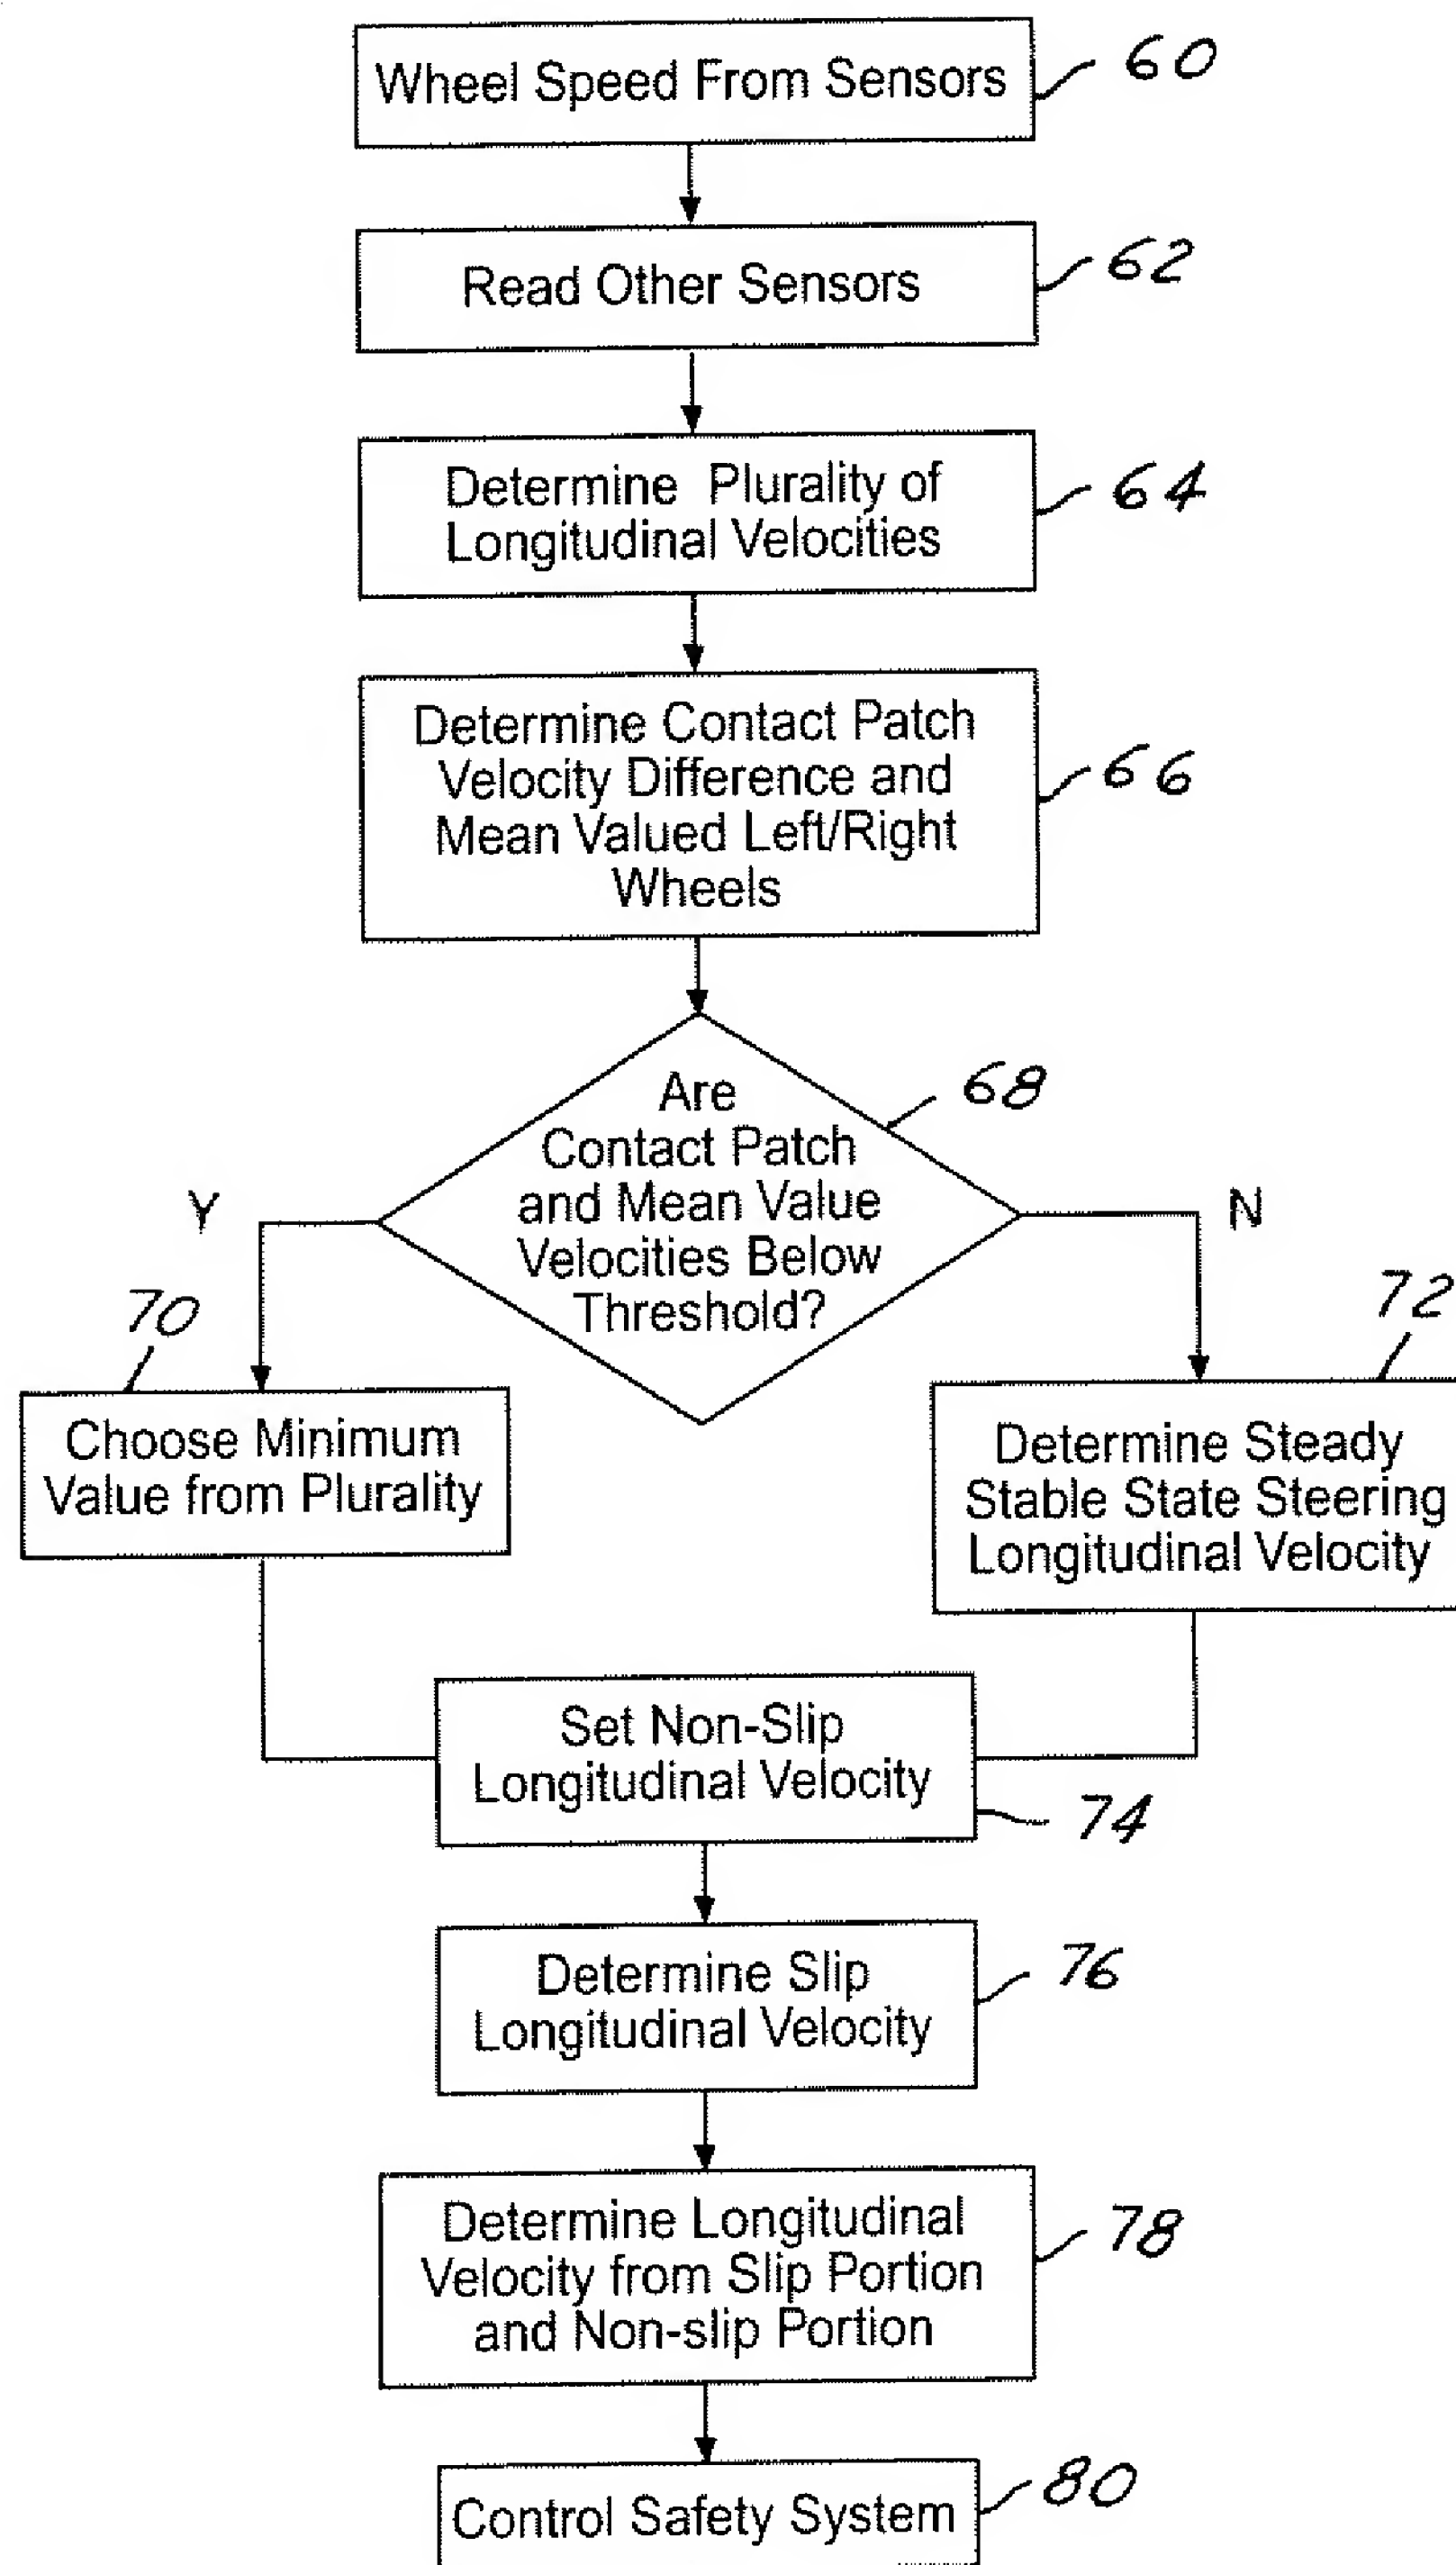 Wheel Speed From Sensors
60
Read Other Sensors
62
Determine Plurality of
Longitudinal Velocities
64
Determine Contact Patch
Velocity Difference and
Mean Valued Left/Right
Wheels
66
Are
Contact Patch
and Mean Value
Velocities Below
Threshold?
68
Y
N
70
Choose Minimum
Value from Plurality
72
Determine Steady
Stable State Steering
Longitudinal Velocity
Set Non-Slip
Longitudinal Velocity
74
Determine Slip
Longitudinal Velocity
76
Determine Longitudinal
Velocity from Slip Portion
and Non-slip Portion
78
Control Safety System
80